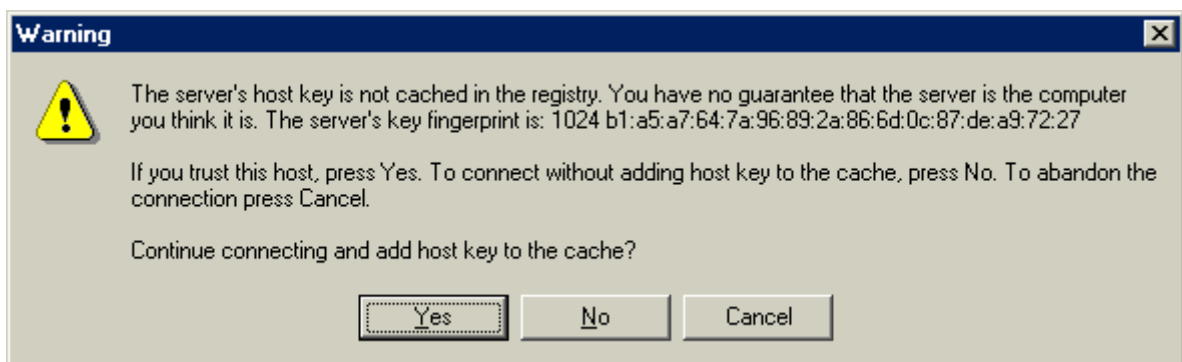 Warning
The server's host key is not cached in the registry. You have no guarantee that the server is the computer
you think it is. The server's key fingerprint is: 1024 b1:a5:a7:64:7a:96:89:2a:86:6d:0c:87:de:a9:72:27
If you trust this host, press Yes. To connect without adding host key to the cache, press No. To abandon the
connection press Cancel.
Continue connecting and add host key to the cache?
Yes No Cancel